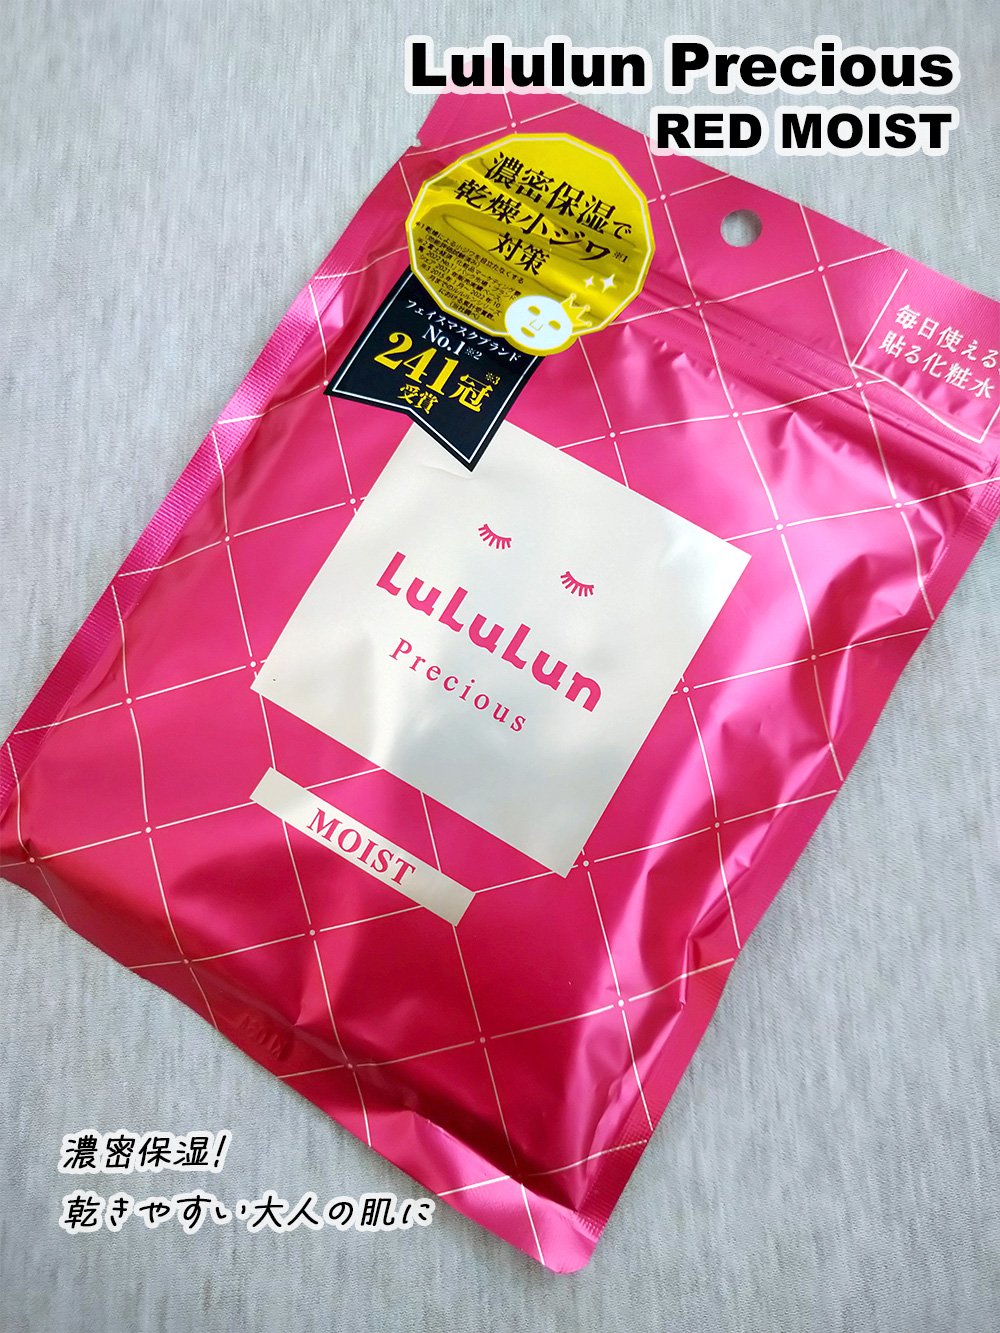 Lululun Precious
RED MOIST
濃密保湿で
乾燥小ジワ※1
対策
フェイスマスクブランド
No.1※2
241冠※3
受賞
毎日使える
貼る化粧水
LuLuLun
Precious
MOIST
濃密保湿!
乾きやすい大人の肌に